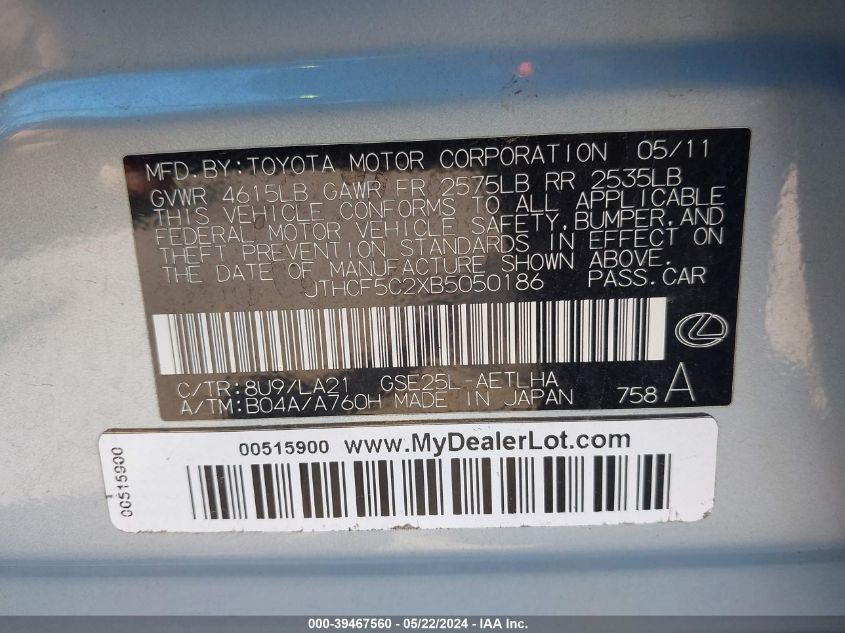 MFD. BY: TOYOTA MOTOR CORPORATION 05/11
GVWR 4615LB GAWR FR 2575LB RR 2535LB
THIS VEHICLE CONFORMS TO ALL APPLICABLE
FEDERAL MOTOR VEHICLE SAFETY, BUMPER, AND
THEFT PREVENTION STANDARDS IN EFFECT ON
THE DATE OF MANUFACTURE SHOWN ABOVE.
JTHCF5C2XB5050186 PASS. CAR
C/TR: 8U9/LA21 GSE25L-AETLHA
A/TM: B04A/A760H MADE IN JAPAN 758 A
00515900 www.MyDealerLot.com
00515900
000-39467560 - 05/22/2024 - IAA Inc.